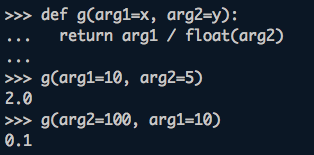 >>> def g(arg1=x, arg2=y):
...   return arg1 / float(arg2)
...
>>> g(arg1=10, arg2=5)
2.0
>>> g(arg2=100, arg1=10)
0.1